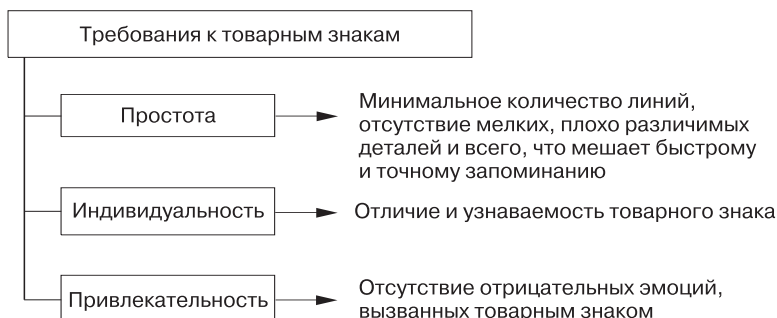 Требования к товарным знакам
Простота
Минимальное количество линий,
отсутствие мелких, плохо различимых
деталей и всего, что мешает быстрому
и точному запоминанию
Индивидуальность
Отличие и узнаваемость товарного знака
Привлекательность
Отсутствие отрицательных эмоций,
вызванных товарным знаком